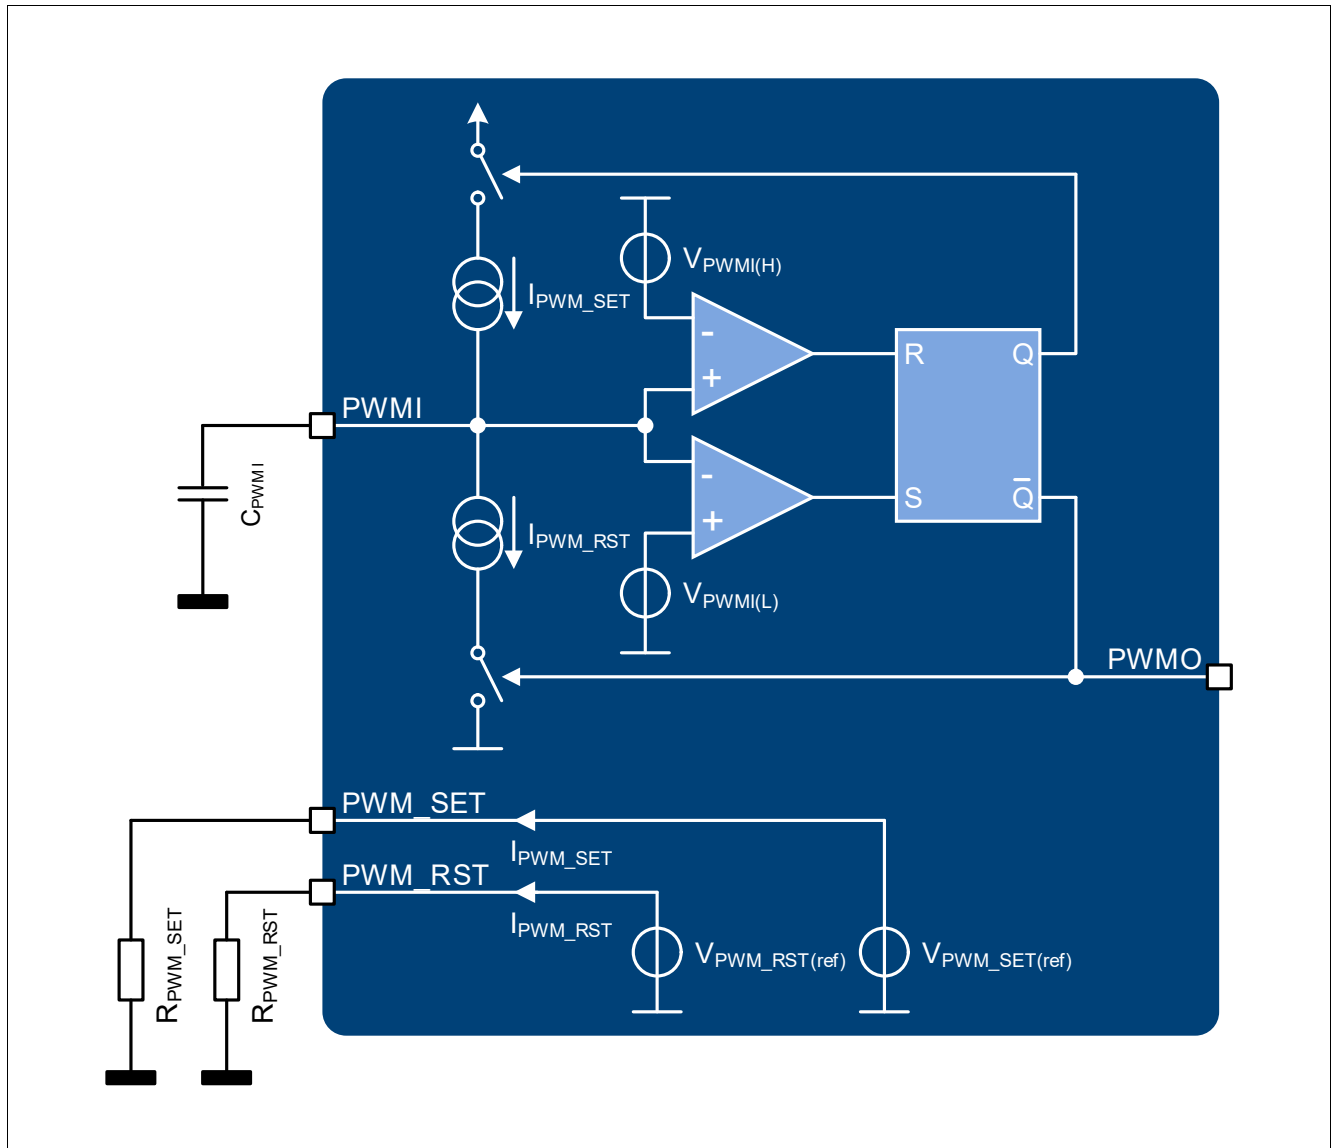 V_PWMI(H)
I_PWM_SET
-
+
R
Q
PWMI
C_PWMI
-
+
S
Q̅
I_PWM_RST
V_PWMI(L)
PWMO
PWM_SET
I_PWM_SET
PWM_RST
I_PWM_RST
R_PWM_SET
R_PWM_RST
V_PWM_RST(ref)
V_PWM_SET(ref)